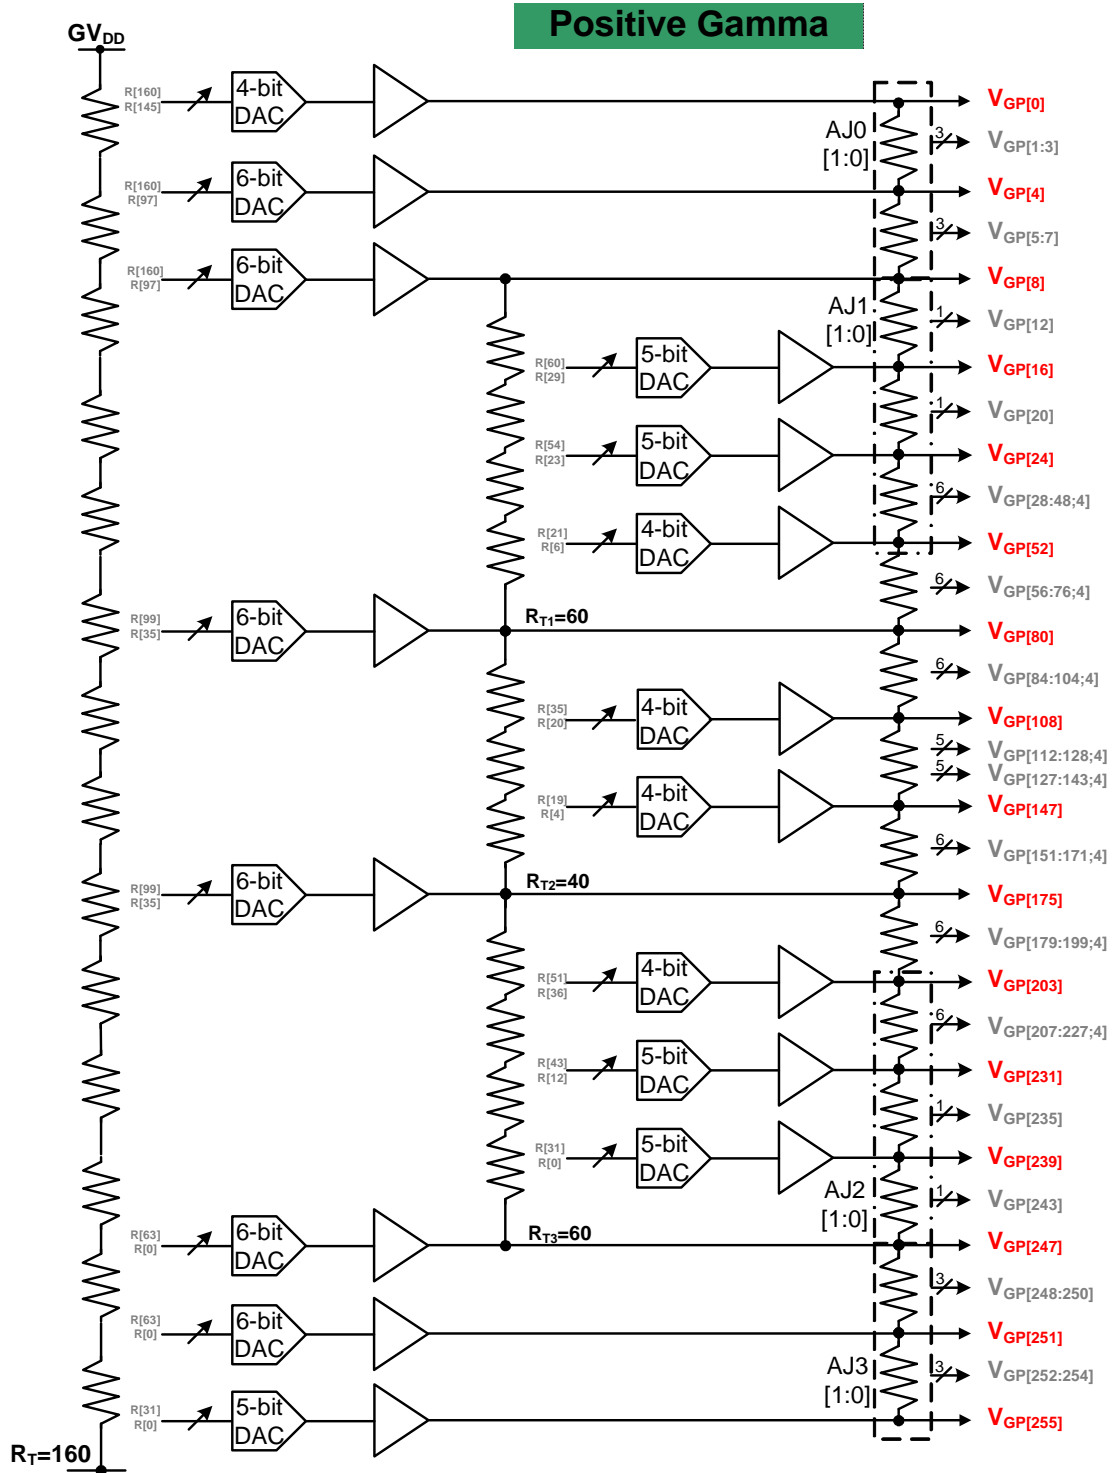 Positive Gamma
GVDD
R[160]
R[145]
4-bit
DAC
VGP[0]
AJ0
[1:0]
3
VGP[1:3]
R[160]
R[97]
6-bit
DAC
VGP[4]
3
VGP[5:7]
R[160]
R[97]
6-bit
DAC
VGP[8]
AJ1
[1:0]
1
VGP[12]
R[60]
R[29]
5-bit
DAC
VGP[16]
1
VGP[20]
R[54]
R[23]
5-bit
DAC
VGP[24]
6
VGP[28:48;4]
R[21]
R[6]
4-bit
DAC
VGP[52]
6
VGP[56:76;4]
R[99]
R[35]
6-bit
DAC
RT1=60
VGP[80]
6
VGP[84:104;4]
R[35]
R[20]
4-bit
DAC
VGP[108]
5
VGP[112:128;4]
5
VGP[127:143;4]
R[19]
R[4]
4-bit
DAC
VGP[147]
6
VGP[151:171;4]
R[99]
R[35]
6-bit
DAC
RT2=40
VGP[175]
6
VGP[179:199;4]
R[51]
R[36]
4-bit
DAC
VGP[203]
6
VGP[207:227;4]
R[43]
R[12]
5-bit
DAC
VGP[231]
1
VGP[235]
R[31]
R[0]
5-bit
DAC
VGP[239]
AJ2
[1:0]
1
VGP[243]
R[63]
R[0]
6-bit
DAC
RT3=60
VGP[247]
3
VGP[248:250]
R[63]
R[0]
6-bit
DAC
VGP[251]
AJ3
[1:0]
3
VGP[252:254]
R[31]
R[0]
5-bit
DAC
VGP[255]
RT=160